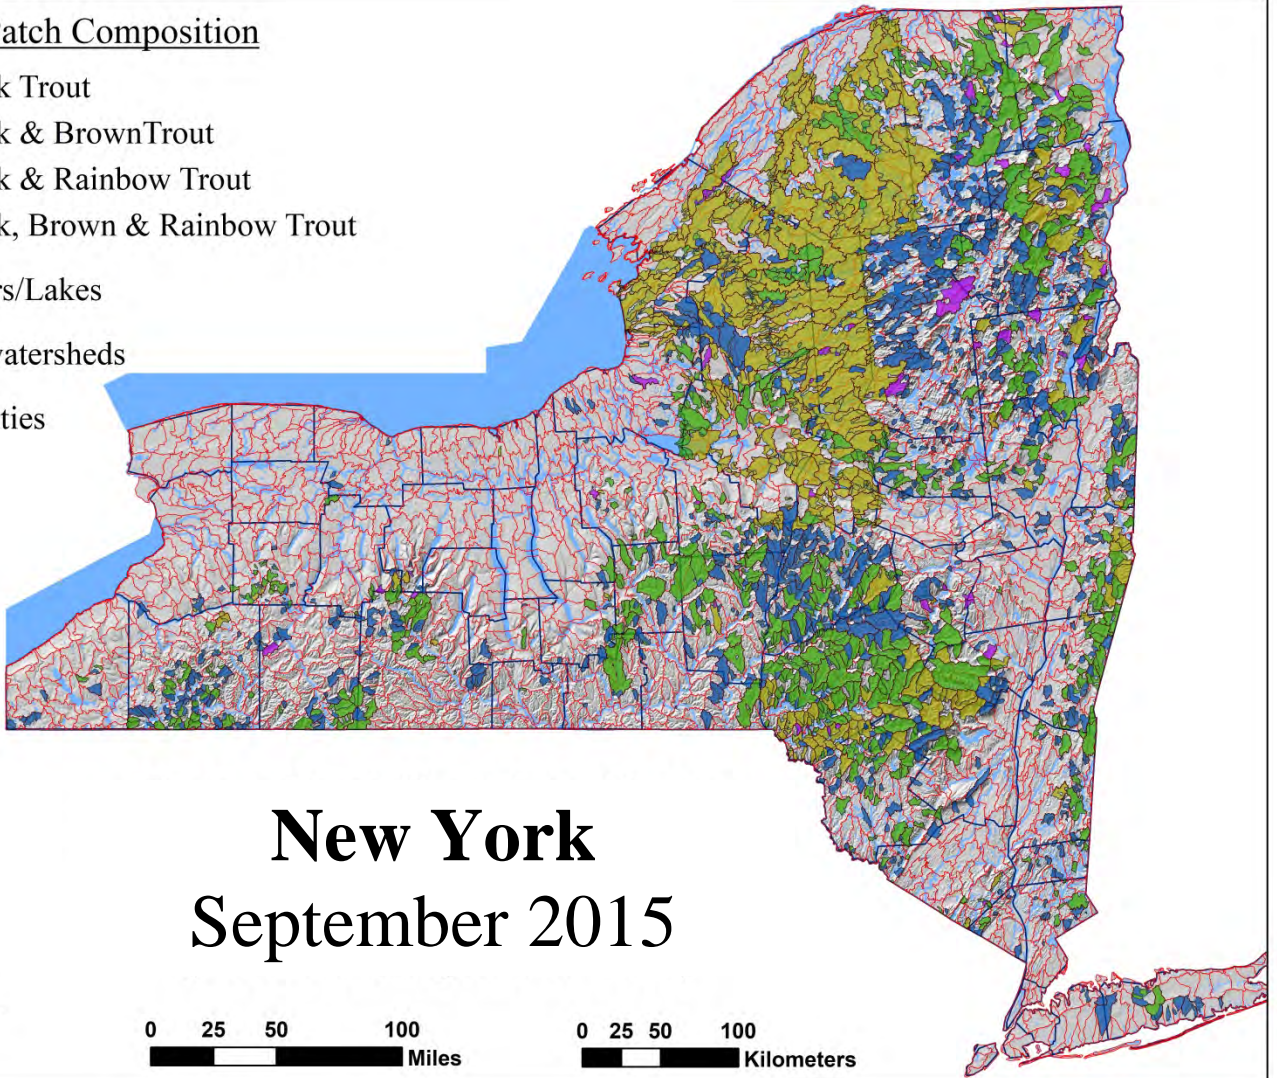 atch Composition
k Trout
k & BrownTrout
k & Rainbow Trout
k, Brown & Rainbow Trout
rs/Lakes
vatersheds
ties
New York
September 2015
0 25 50 100
Miles
0 25 50 100
Kilometers